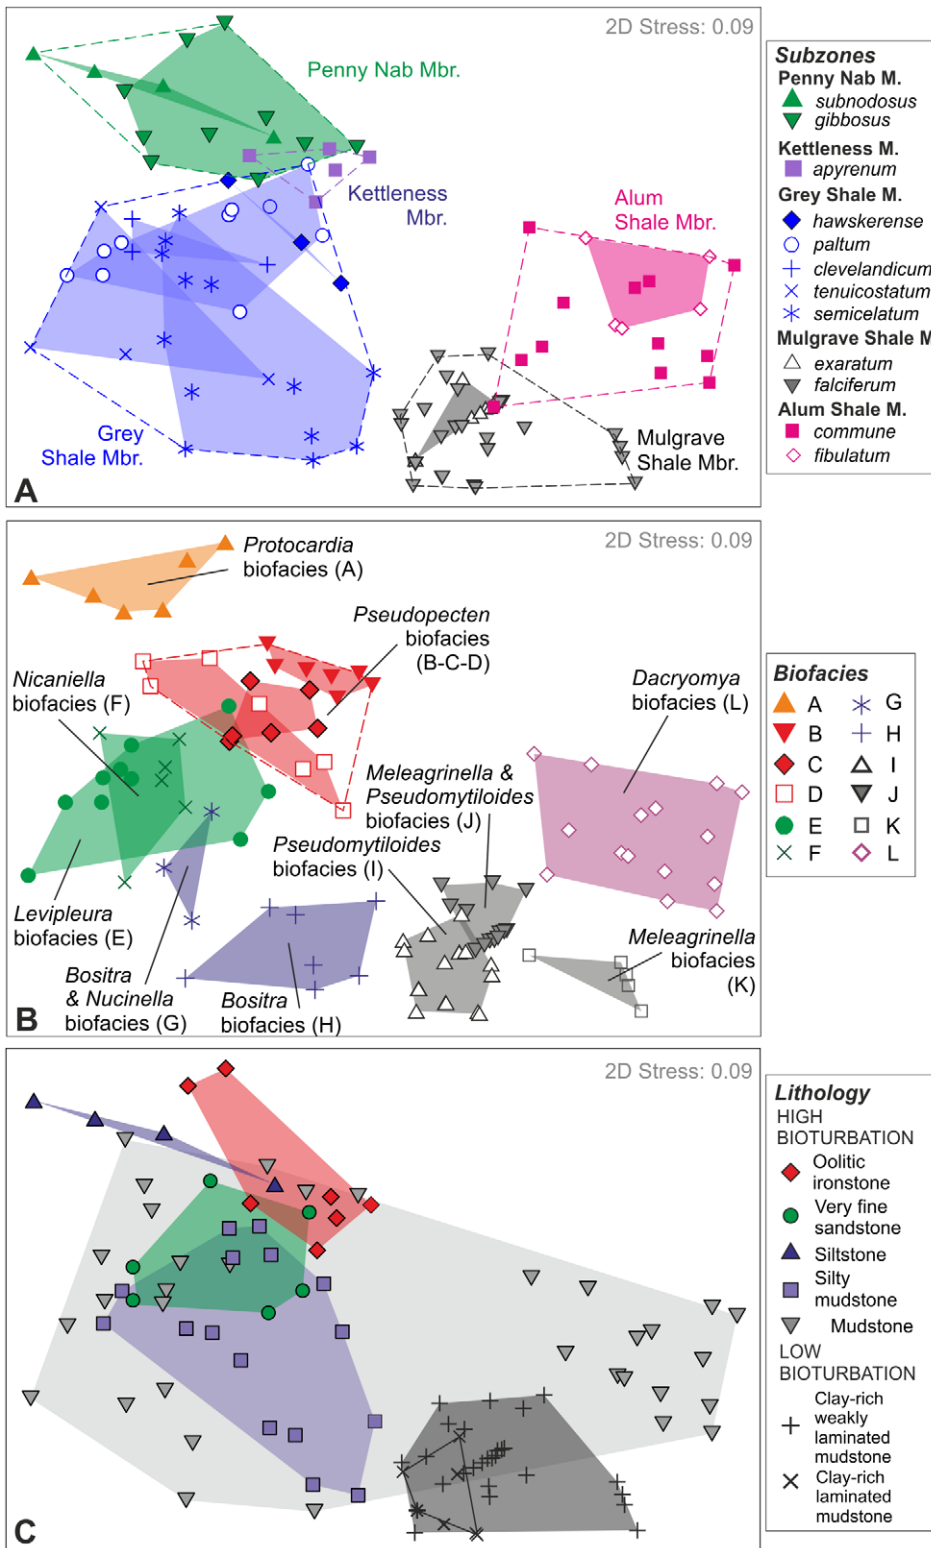 2D Stress: 0.09
Penny Nab Mbr.
Kettleness
Mbr.
Alum
Shale Mbr.
Grey
Shale Mbr.
Mulgrave
Shale Mbr.
A
Subzones
Penny Nab M.
subnodosus
gibbosus
Kettleness M.
apyrenum
Grey Shale M.
hawskerense
paltum
clevelandicum
tenuicostatum
semicelatum
Mulgrave Shale M
exaratum
falciferum
Alum Shale M.
commune
fibulatum
2D Stress: 0.09
Protocardia
biofacies (A)
Pseudopecten
biofacies
(B-C-D)
Nicaniella
biofacies (F)
Dacryomya
biofacies (L)
Meleagrinella &
Pseudomytiloides
biofacies (J)
Pseudomytiloides
biofacies (I)
Levipleura
biofacies (E)
Meleagrinella
biofacies
(K)
Bositra
& Nucinella
biofacies (G)
Bositra
biofacies (H)
B
Biofacies
A G
B H
C I
D J
E K
F L
2D Stress: 0.09
C
Lithology
HIGH
BIOTURBATION
Oolitic
ironstone
Very fine
sandstone
Siltstone
Silty
mudstone
Mudstone
LOW
BIOTURBATION
Clay-rich
weakly
laminated
mudstone
Clay-rich
laminated
mudstone